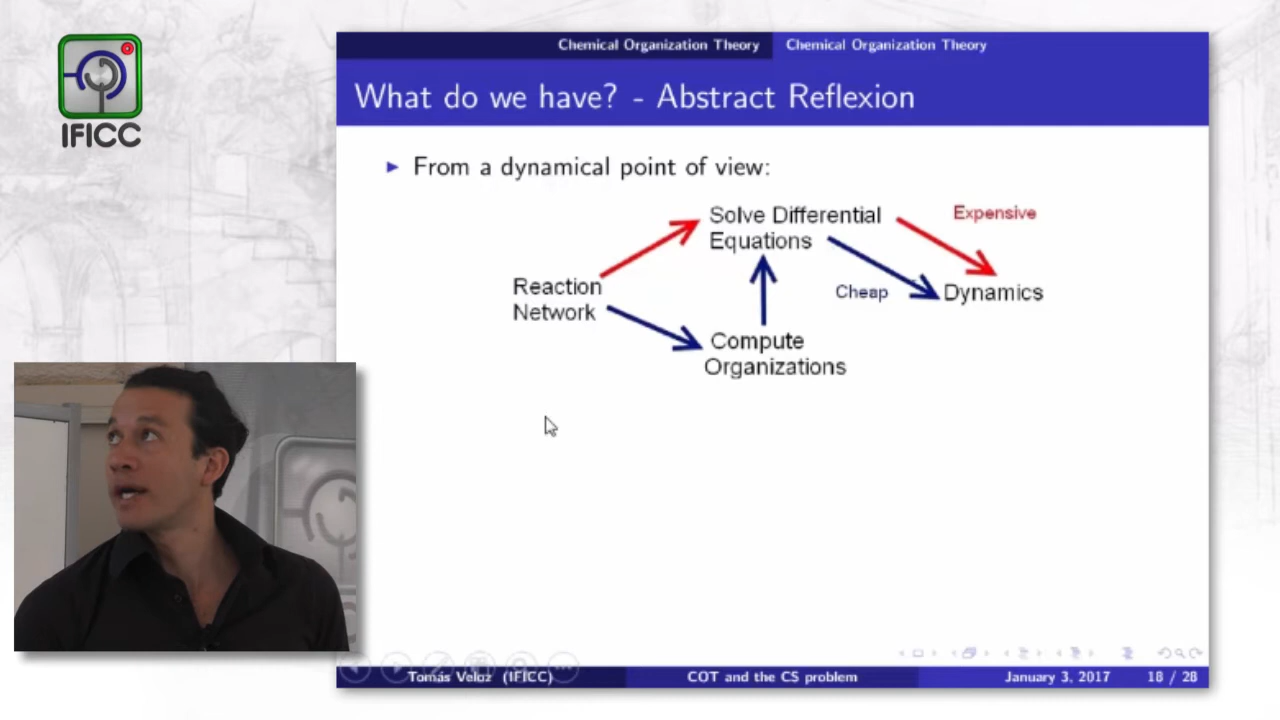 IFICC
Chemical Organization Theory Chemical Organization Theory
What do we have? - Abstract Reflexion
From a dynamical point of view:
Solve Differential
Equations
Expensive
Reaction
Network
Cheap
Dynamics
Compute
Organizations
Tomás Veloz (IFICC) COT and the CS problem January 3, 2017 18 / 28